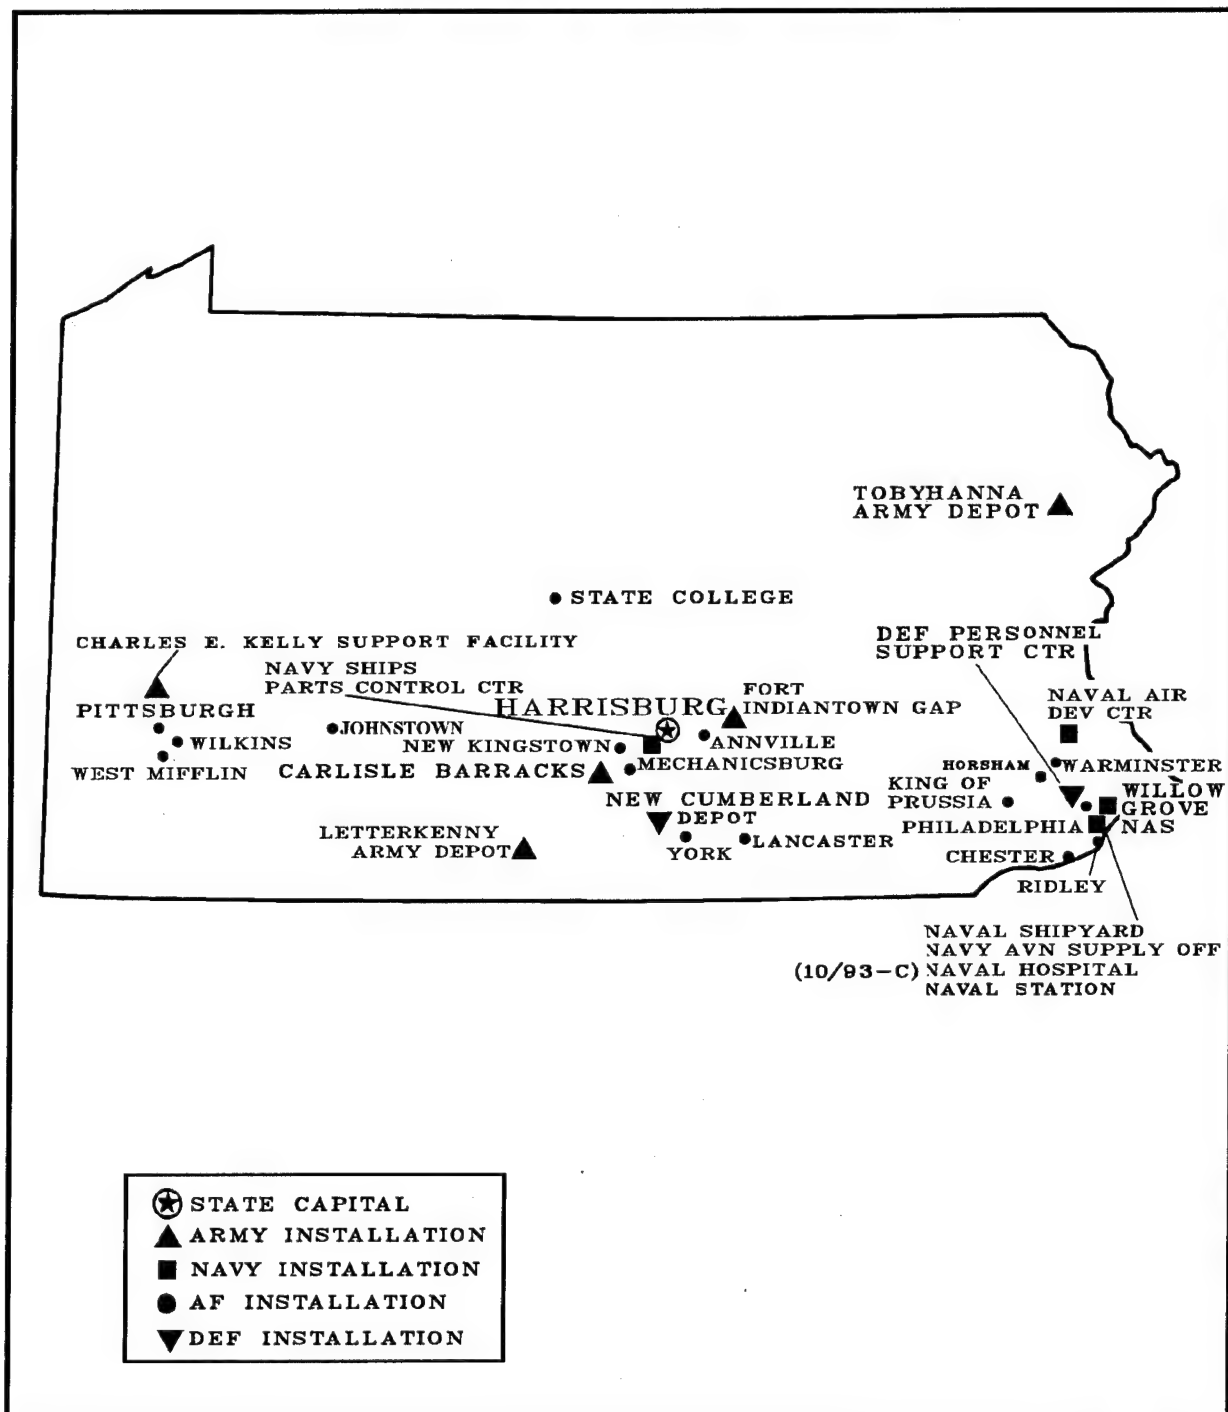 TOBYHANNA
ARMY DEPOT
STATE COLLEGE
CHARLES E. KELLY SUPPORT FACILITY
NAVY SHIPS
PARTS CONTROL CTR
DEF PERSONNEL
SUPPORT CTR
HARRISBURG
FORT
INDIANTOWN GAP
NAVAL AIR
DEV CTR
PITTSBURGH
WILKINS
WEST MIFFLIN
JOHNSTOWN
NEW KINGSTOWN
ANNVILLE
CARLISLE BARRACKS
MECHANICSBURG
HORSHAM
WARMINSTER
KING OF
PRUSSIA
WILLOW
GROVE
NAS
NEW CUMBERLAND
DEPOT
PHILADELPHIA
LETTERKENNY
ARMY DEPOT
YORK
LANCASTER
CHESTER
RIDLEY
NAVAL SHIPYARD
NAVY AVN SUPPLY OFF
(10/93-C) NAVAL HOSPITAL
NAVAL STATION
STATE CAPITAL
ARMY INSTALLATION
NAVY INSTALLATION
AF INSTALLATION
DEF INSTALLATION